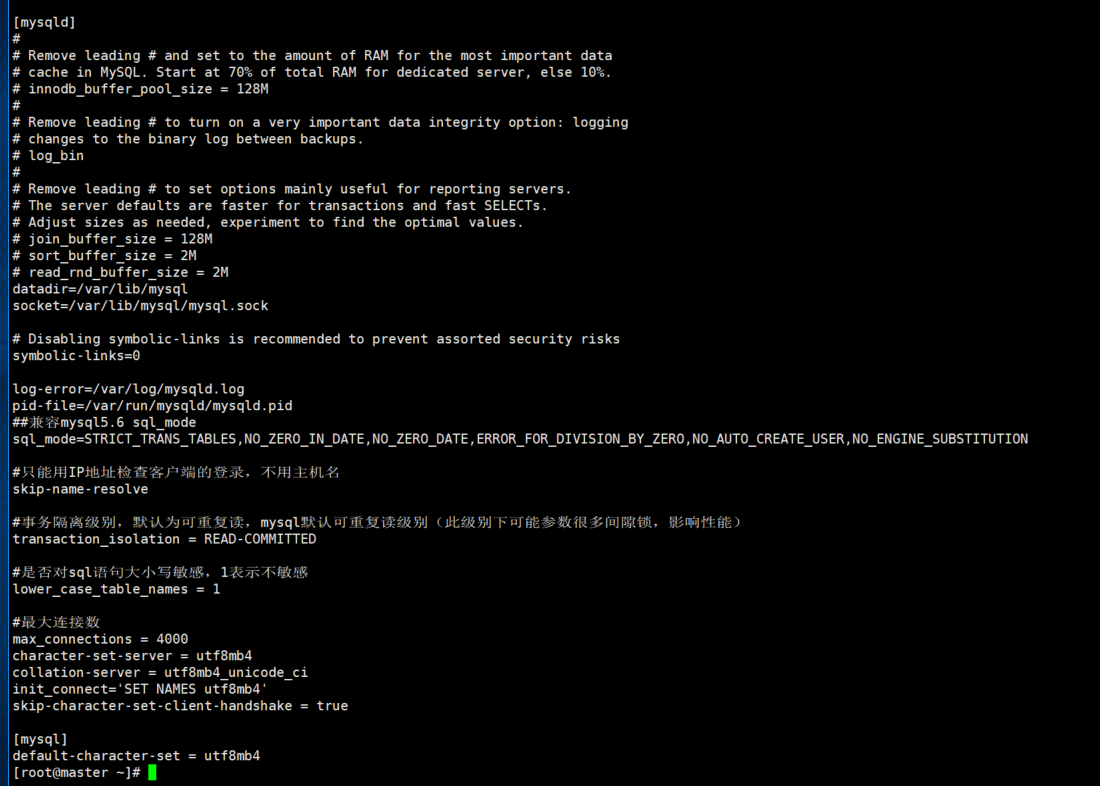 [mysqld]
#
# Remove leading # and set to the amount of RAM for the most important data
# cache in MySQL. Start at 70% of total RAM for dedicated server, else 10%.
# innodb_buffer_pool_size = 128M
#
# Remove leading # to turn on a very important data integrity option: logging
# changes to the binary log between backups.
# log_bin
#
# Remove leading # to set options mainly useful for reporting servers.
# The server defaults are faster for transactions and fast SELECTs.
# Adjust sizes as needed, experiment to find the optimal values.
# join_buffer_size = 128M
# sort_buffer_size = 2M
# read_rnd_buffer_size = 2M
datadir=/var/lib/mysql
socket=/var/lib/mysql/mysql.sock
# Disabling symbolic-links is recommended to prevent assorted security risks
symbolic-links=0
log-error=/var/log/mysqld.log
pid-file=/var/run/mysqld/mysqld.pid
##兼容mysql5.6 sql_mode
sql_mode=STRICT_TRANS_TABLES,NO_ZERO_IN_DATE,NO_ZERO_DATE,ERROR_FOR_DIVISION_BY_ZERO,NO_AUTO_CREATE_USER,NO_ENGINE_SUBSTITUTION
#只能用IP地址检查客户端的登录，不用主机名
skip-name-resolve
#事务隔离级别，默认为可重复读，mysql默认可重复读级别（此级别下可能参数很多间隙锁，影响性能）
transaction_isolation = READ-COMMITTED
#是否对sql语句大小写敏感，1表示不敏感
lower_case_table_names = 1
#最大连接数
max_connections = 4000
character-set-server = utf8mb4
collation-server = utf8mb4_unicode_ci
init_connect='SET NAMES utf8mb4'
skip-character-set-client-handshake = true
[mysql]
default-character-set = utf8mb4
[root@master ~]#